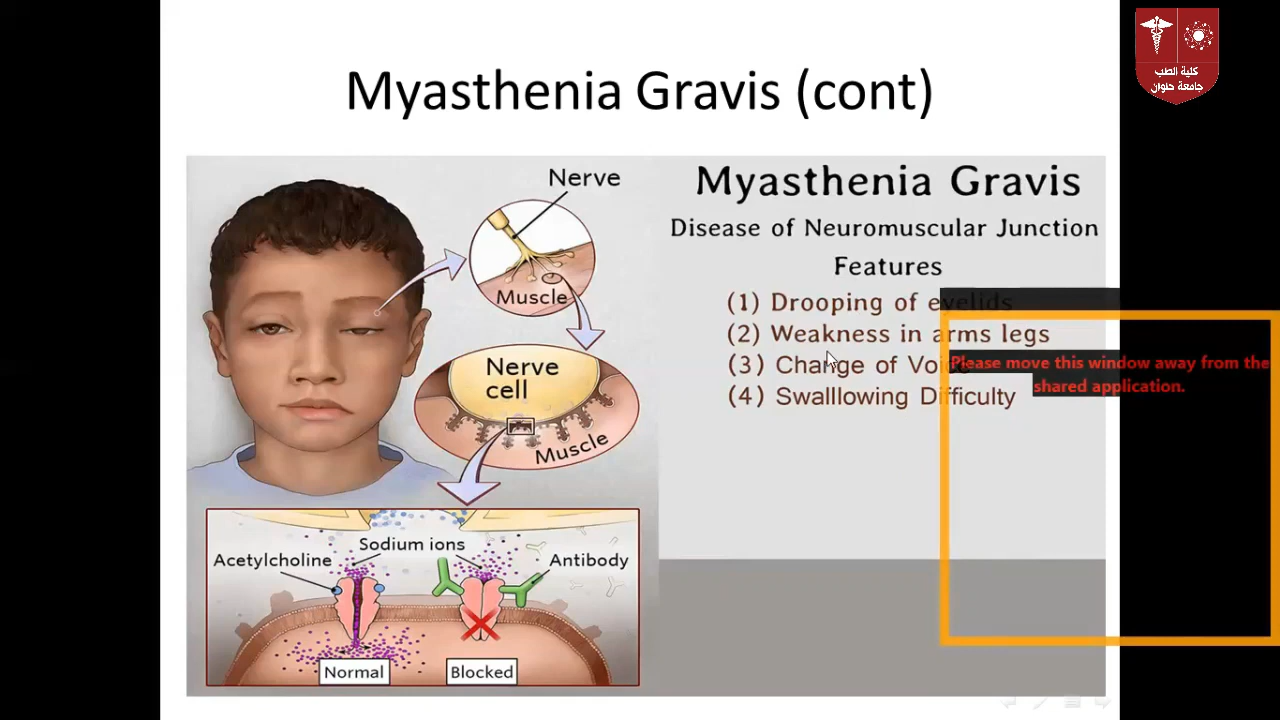 كلية الطب
جامعة حلوان
Myasthenia Gravis (cont)
Nerve
Muscle
Nerve
cell
Muscle
Sodium ions
Acetylcholine
Antibody
Normal
Blocked
Myasthenia Gravis
Disease of Neuromuscular Junction
Features
(1) Drooping of eyelids
(2) Weakness in arms legs
(3) Change of Voice
(4) Swalllowing Difficulty
Please move this window away from the
shared application.